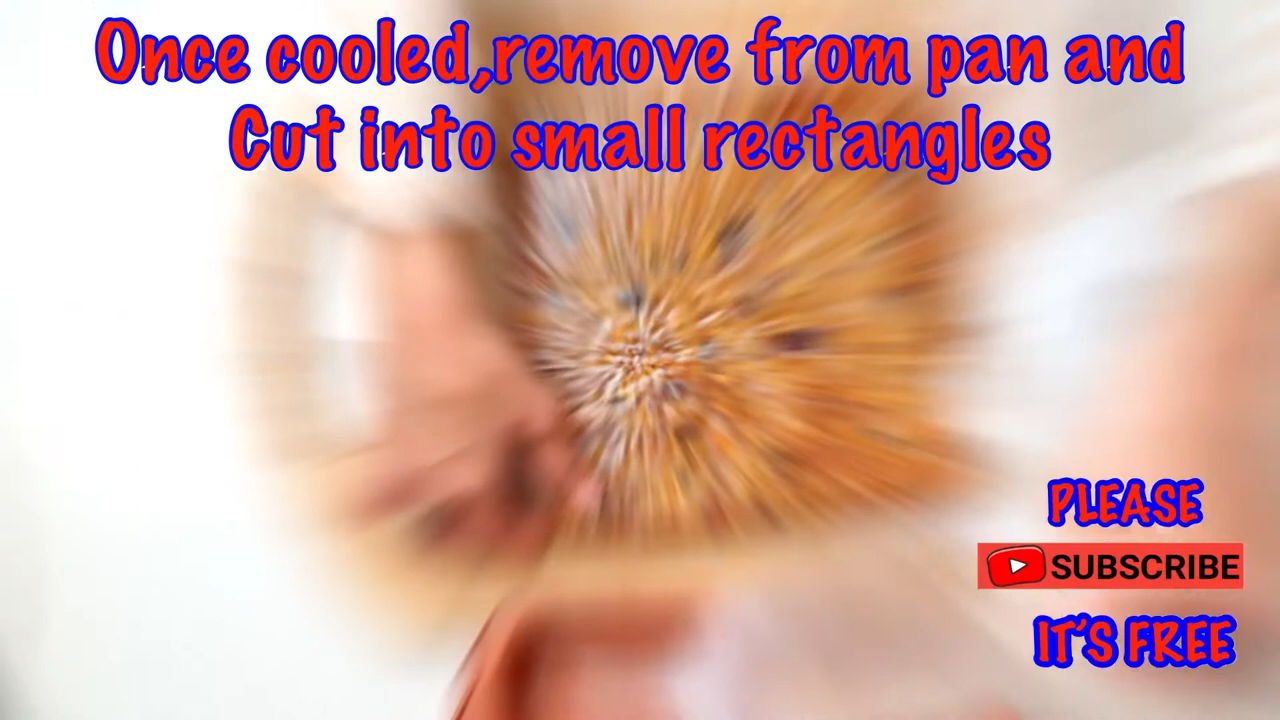 Once cooled,remove from pan and
Cut into small rectangles
PLEASE
SUBSCRIBE
IT'S FREE